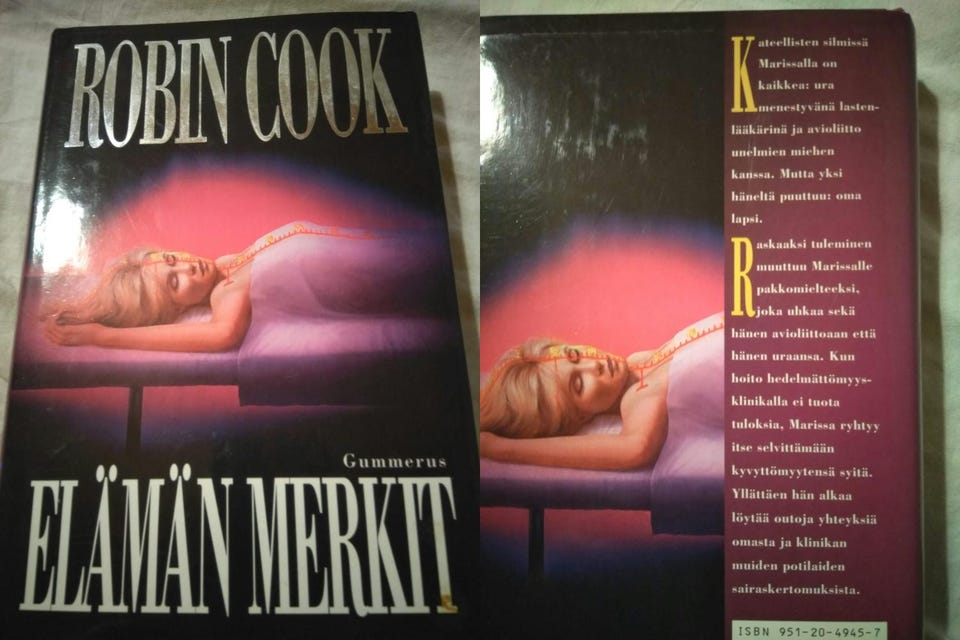 ROBIN COOK
Gummerus
ELÄMÄN MERKIT
Kateellisten silmissä
Marissalla on
kaikkea: ura
menestyvänä lasten-
lääkärinä ja avioliitto
unelmien miehen
kanssa. Mutta yksi
häneltä puuttuu: oma
lapsi.
Raskaaksi tuleminen
muuttuu Marissalle
pakkomielteeksi,
joka uhkaa sekä
hänen avioliittoaan että
hänen uraansa. Kun
hoito hedelmättömyys-
klinikalla ei tuota
tuloksia, Marissa ryhtyy
itse selvittämään
kyvyttömyytensä syitä.
Yllättäen hän alkaa
löytää outoja yhteyksiä
omasta ja klinikan
muiden potilaiden
sairaskertomuksista.
ISBN 951-20-4945-7